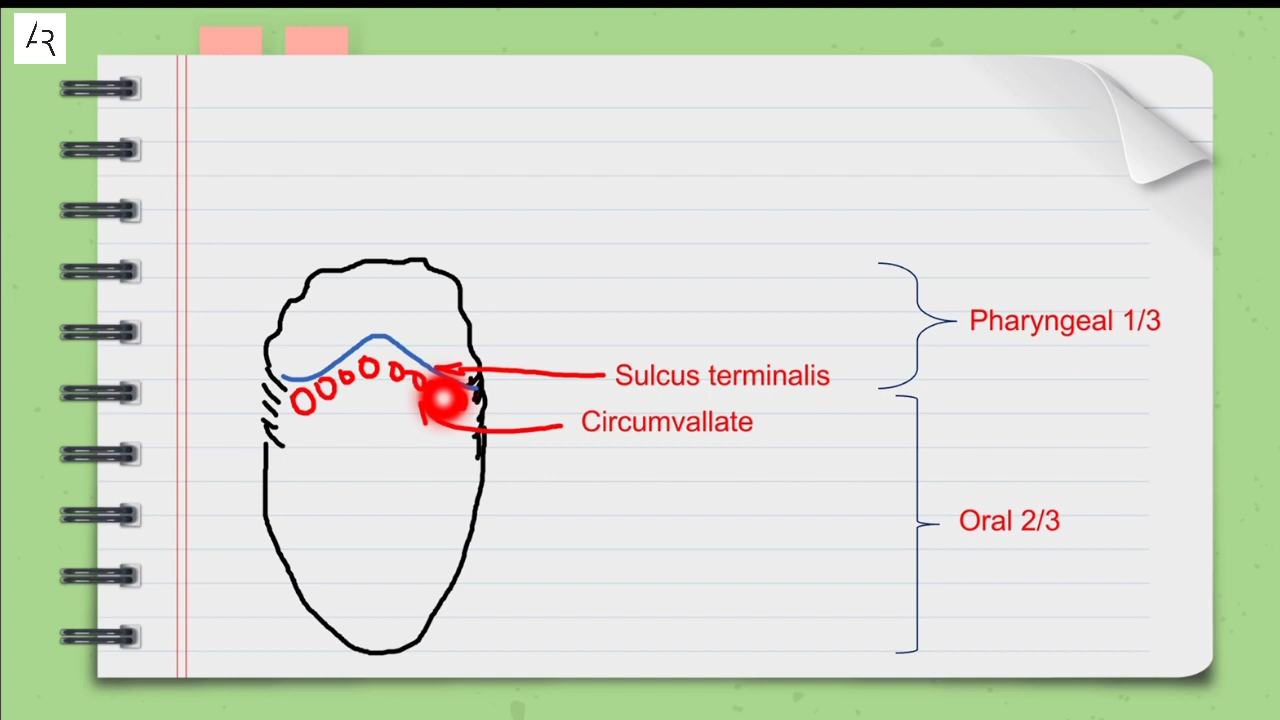 AR
Pharyngeal 1/3
Sulcus terminalis
Circumvallate
Oral 2/3